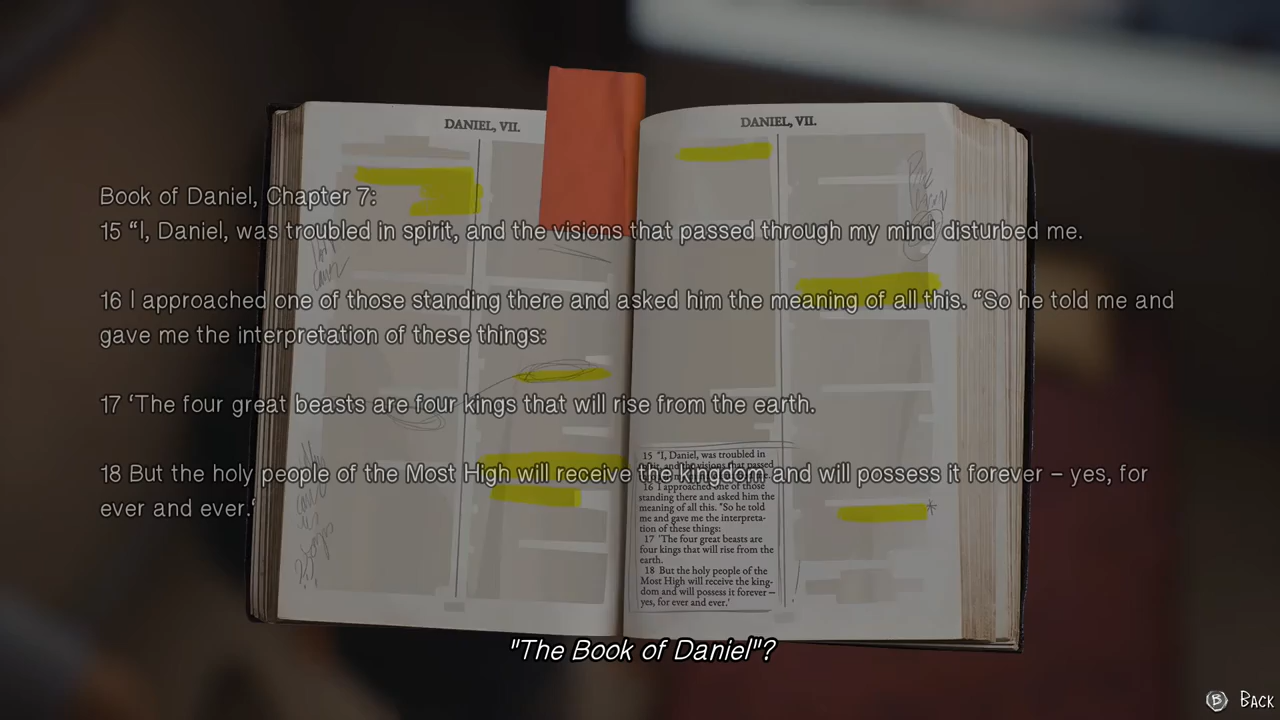 DANIEL, VII.
DANIEL, VII.
Book of Daniel, Chapter 7:
15 “I, Daniel, was troubled in spirit, and the visions that passed through my mind disturbed me.
16 I approached one of those standing there and asked him the meaning of all this. “So he told me and
gave me the interpretation of these things:
17 ‘The four great beasts are four kings that will rise from the earth.
18 But the holy people of the Most High will receive the kingdom and will possess it forever – yes, for
ever and ever.'
15 "I, Daniel, was troubled in
and the visions that passed
16 I approached one of those
standing there and asked him the
meaning of all this. "So he told
me and gave me the interpreta-
tion of these things:
17 'The four great beasts are
four kings that will rise from the
earth.
18 But the holy people of the
Most High will receive the king-
dom and will possess it forever –
yes, for ever and ever.'
"The Book of Daniel"?
B BACK